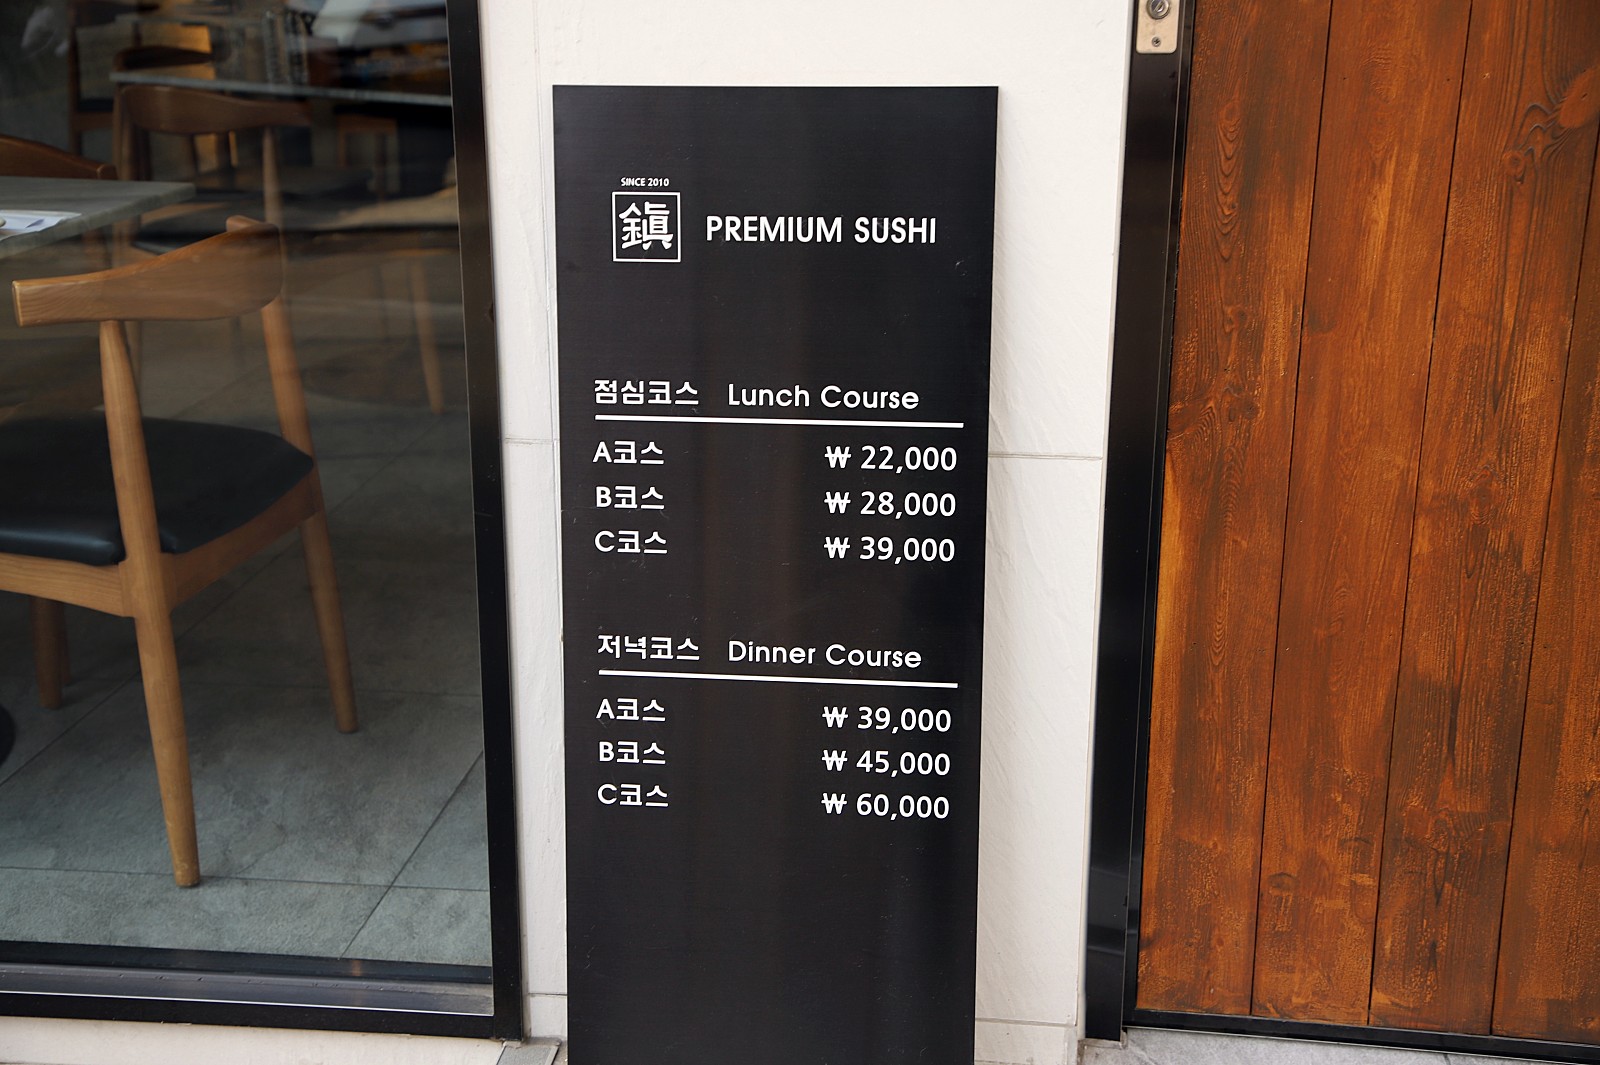 SINCE 2010
鎭 PREMIUM SUSHI
점심코스 Lunch Course
A코스 ₩ 22,000
B코스 ₩ 28,000
C코스 ₩ 39,000
저녁코스 Dinner Course
A코스 ₩ 39,000
B코스 ₩ 45,000
C코스 ₩ 60,000